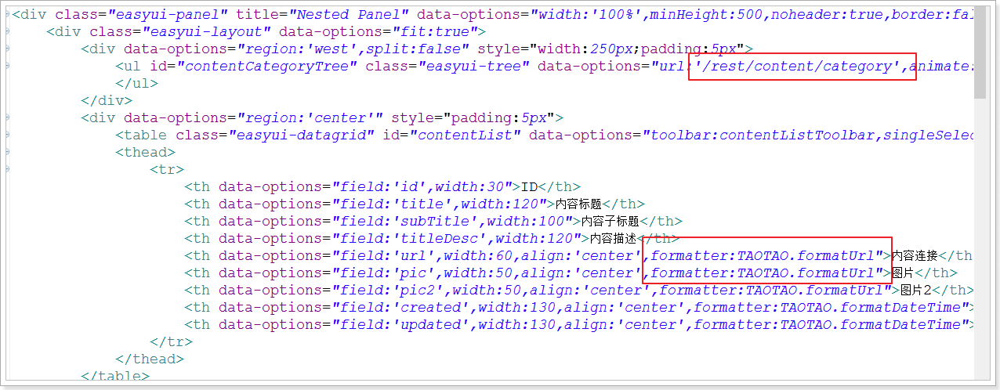 <div class="easyui-panel" title="Nested Panel" data-options="width:'100%',minHeight:500,noheader:true,border:fal
<div class="easyui-layout" data-options="fit:true">
<div data-options="region:'west',split:false" style="width:250px;padding:5px">
<ul id="contentCategoryTree" class="easyui-tree" data-options="url:'/rest/content/category',animate:
</ul>
</div>
<div data-options="region:'center'" style="padding:5px">
<table class="easyui-datagrid" id="contentList" data-options="toolbar:contentListToolbar,singleSelec
<thead>
<tr>
<th data-options="field:'id',width:30">ID</th>
<th data-options="field:'title',width:120">内容标题</th>
<th data-options="field:'subTitle',width:100">内容子标题</th>
<th data-options="field:'titleDesc',width:120">内容描述</th>
<th data-options="field:'url',width:60,align:'center',formatter:TAOTAO.formatUrl">内容连接</th
<th data-options="field:'pic',width:50,align:'center',formatter:TAOTAO.formatUrl">图片</th>
<th data-options="field:'pic2',width:50,align:'center',formatter:TAOTAO.formatUrl">图片2</th>
<th data-options="field:'created',width:130,align:'center',formatter:TAOTAO.formatDateTime">
<th data-options="field:'updated',width:130,align:'center',formatter:TAOTAO.formatDateTime">
</tr>
</thead>
</table>